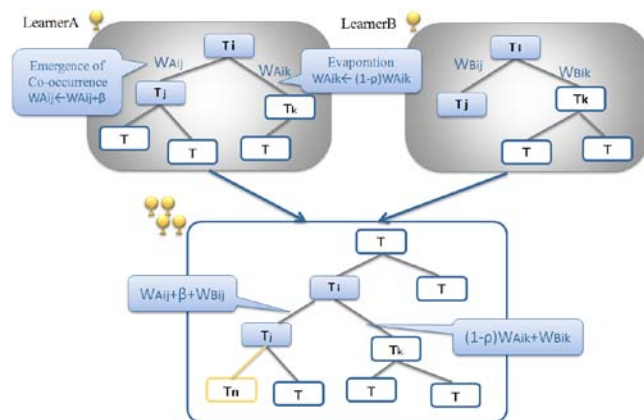 LearnerA
LearnerB
Ti
WAij
WAik
Emergence of
Co-occurrence
WAij←WAij+β
Evaporation
WAik← (1-ρ)WAik
Tj
Tk
T
T
T
Ti
WBij
WBik
Tj
Tk
T
T
T
Ti
T
WAij+β+WBij
(1-ρ)WAik+WBik
Tj
Tk
Tn
T
T
T